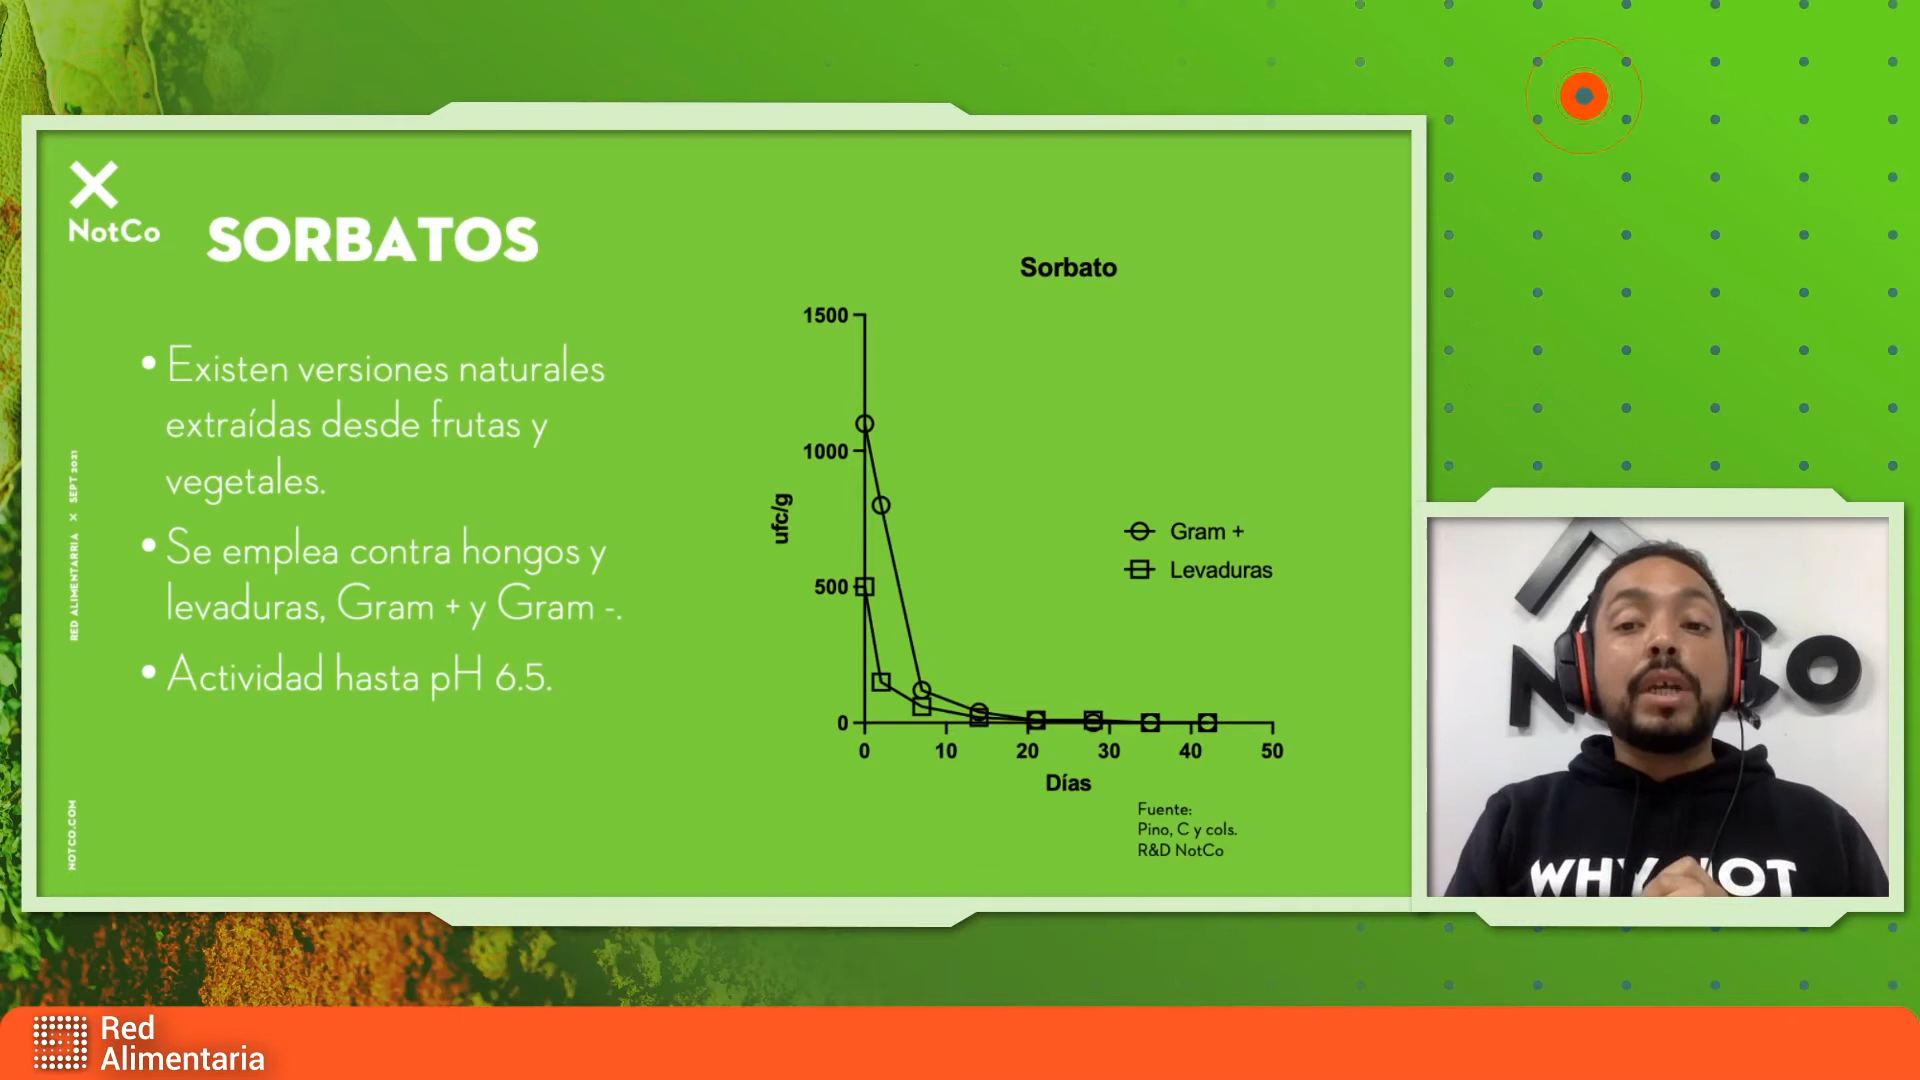 NotCo
SORBATOS
• Existen versiones naturales
extraídas desde frutas y
vegetales.
• Se emplea contra hongos y
levaduras, Gram + y Gram -.
• Actividad hasta pH 6.5.
RED ALIMENTARRIA X SEPT 2021
NOTCO.COM
Sorbato
1500
1000
500
0
ufc/g
0 10 20 30 40 50
Días
Gram +
Levaduras
Fuente:
Pino, C y cols.
R&D NotCo
NotCo
WHY NOT
Red
Alimentaria